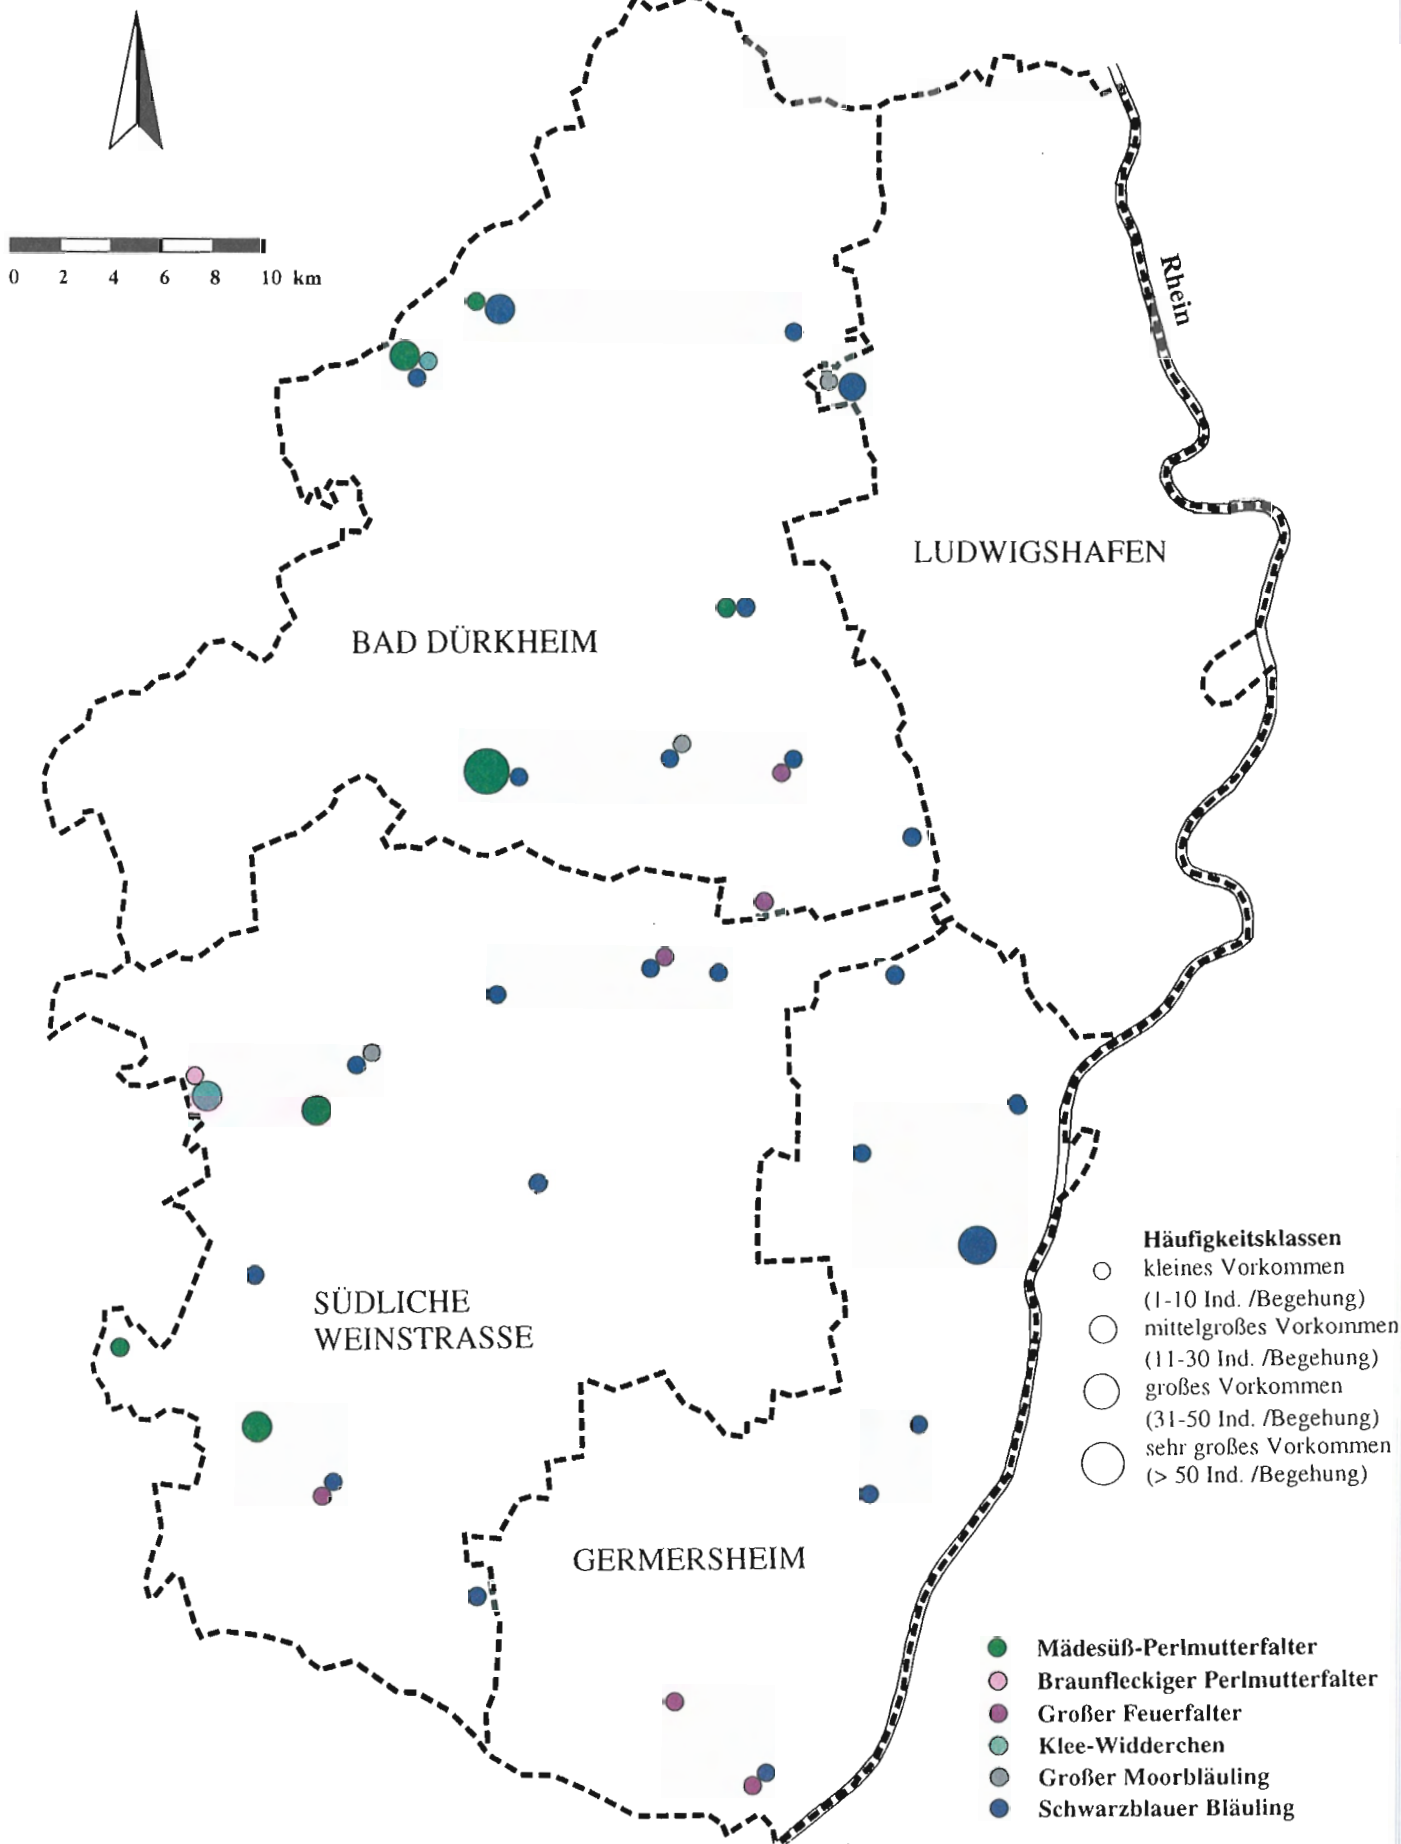 0 2 4 6 8 10 km
Rhein
LUDWIGSHAFEN
BAD DÜRKHEIM
SÜDLICHE
WEINSTRASSE
GERMERSHEIM
Häufigkeitsklassen
kleines Vorkommen
(1-10 Ind. /Begehung)
mittelgroßes Vorkommen
(11-30 Ind. /Begehung)
großes Vorkommen
(31-50 Ind. /Begehung)
sehr großes Vorkommen
(> 50 Ind. /Begehung)
Mädesüß-Perlmutterfalter
Braunfleckiger Perlmutterfalter
Großer Feuerfalter
Klee-Widderchen
Großer Moorbläuling
Schwarzblauer Bläuling